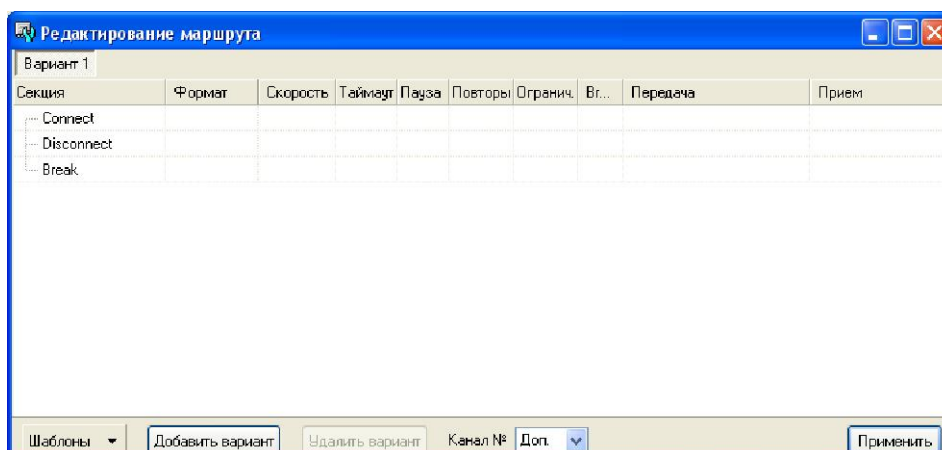 Редактирование маршрута
Вариант 1
Секция Формат Скорость Таймаут Пауза Повторы Огранич. Br... Передача Прием
Connect
Disconnect
Break
Шаблоны Добавить вариант Удалить вариант Канал № Доп. Применить